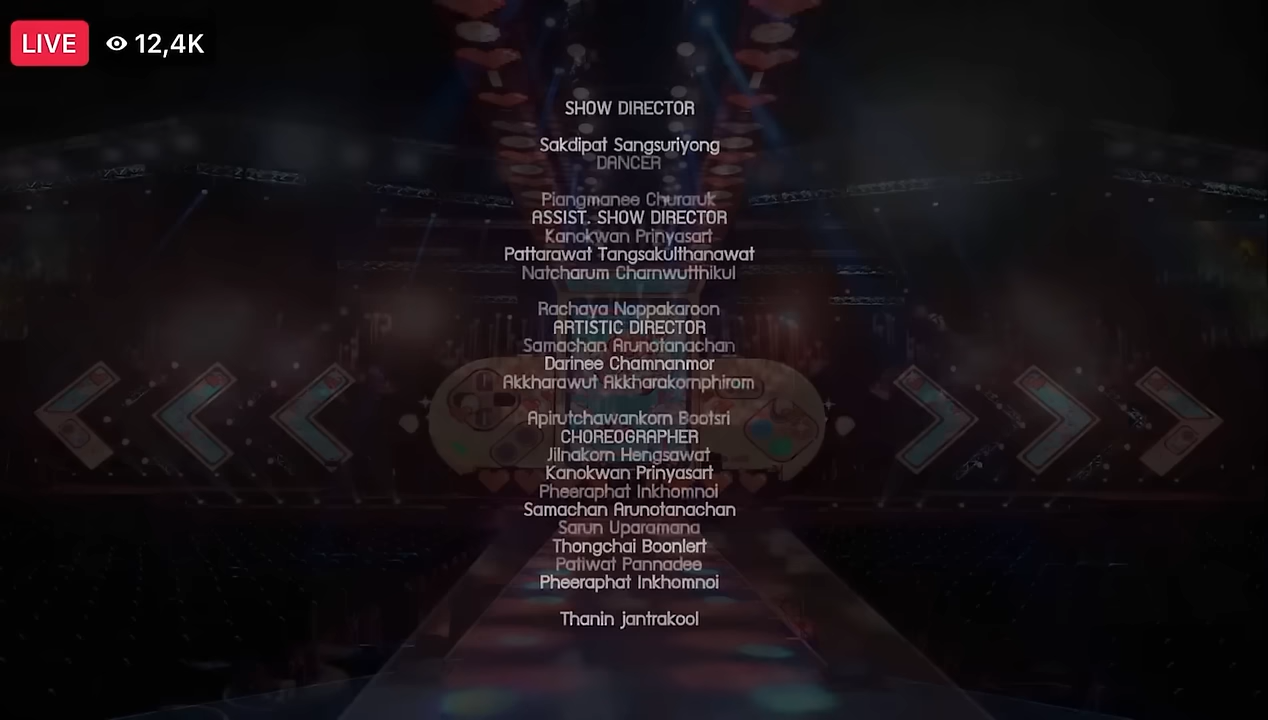 LIVE 12,4K
SHOW DIRECTOR
Sakdipat Sangsuriyong
DANCER
Piangmanee Churaruk
ASSIST. SHOW DIRECTOR
Kanokwan Prinyasart
Pattarawat Tangsakulthanawat
Natcharum Charnwutthikul
Rachaya Noppakaroon
ARTISTIC DIRECTOR
Samachan Arunotanachan
Darinee Chamnanmor
Akkharawut Akkharakornphirom
Apirutchawankorn Bootsri
CHOREOGRAPHER
Jilnakorn Hengsawat
Kanokwan Prinyasart
Pheeraphat Inkhomnoi
Samachan Arunotanachan
Sarun Uparamana
Thongchai Boonlert
Patiwat Pannadee
Pheeraphat Inkhomnoi
Thanin jantrakool